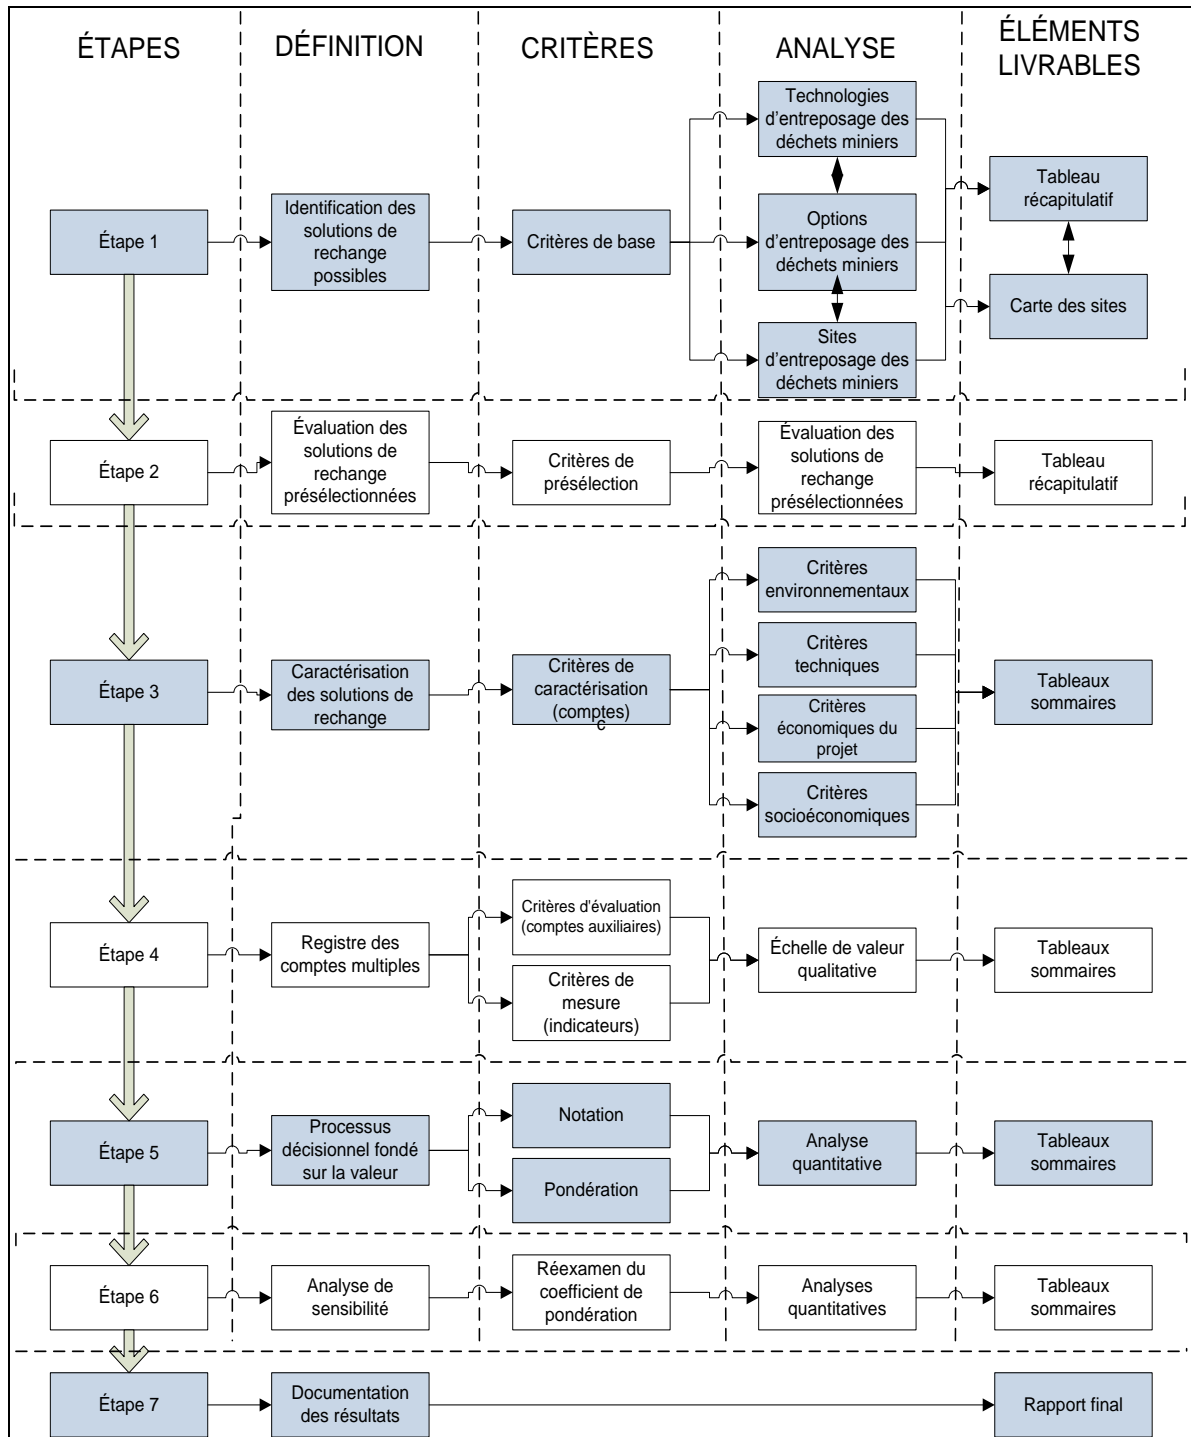 ÉTAPES
DÉFINITION
CRITÈRES
ANALYSE
ÉLÉMENTS
LIVRABLES
Étape 1
Identification des
solutions de
rechange
possibles
Critères de base
Technologies
d'entreposage des
déchets miniers
Options
d'entreposage des
déchets miniers
Sites
d'entreposage des
déchets miniers
Tableau
récapitulatif
Carte des sites
Étape 2
Évaluation des
solutions de
rechange
présélectionnées
Critères de
présélection
Évaluation des
solutions de
rechange
présélectionnées
Tableau
récapitulatif
Étape 3
Caractérisation
des solutions de
rechange
Critères de
caractérisation
(comptes)
c
Critères
environnementaux
Critères
techniques
Critères
économiques du
projet
Critères
socioéconomiques
Tableaux
sommaires
Étape 4
Registre des
comptes multiples
Critères d'évaluation
(comptes auxiliaires)
Critères de
mesure
(indicateurs)
Échelle de valeur
qualitative
Tableaux
sommaires
Étape 5
Processus
décisionnel fondé
sur la valeur
Notation
Pondération
Analyse
quantitative
Tableaux
sommaires
Étape 6
Analyse de
sensibilité
Réexamen du
coefficient de
pondération
Analyses
quantitatives
Tableaux
sommaires
Étape 7
Documentation
des résultats
Rapport final